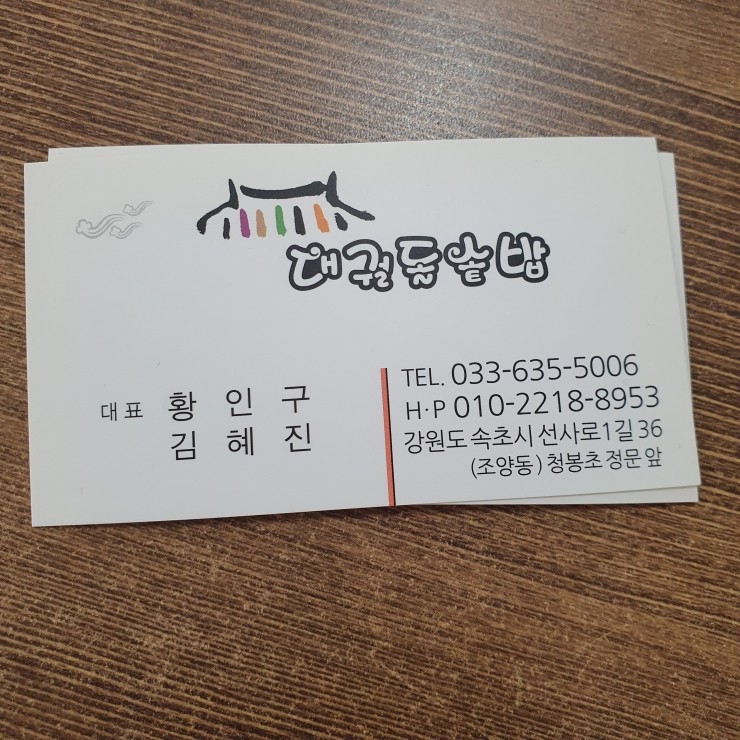 대궐돌솥밥
대표 황인구
김혜진
TEL. 033-635-5006
H·P 010-2218-8953
강원도 속초시 선사로1길 36
(조양동) 청봉초 정문 앞